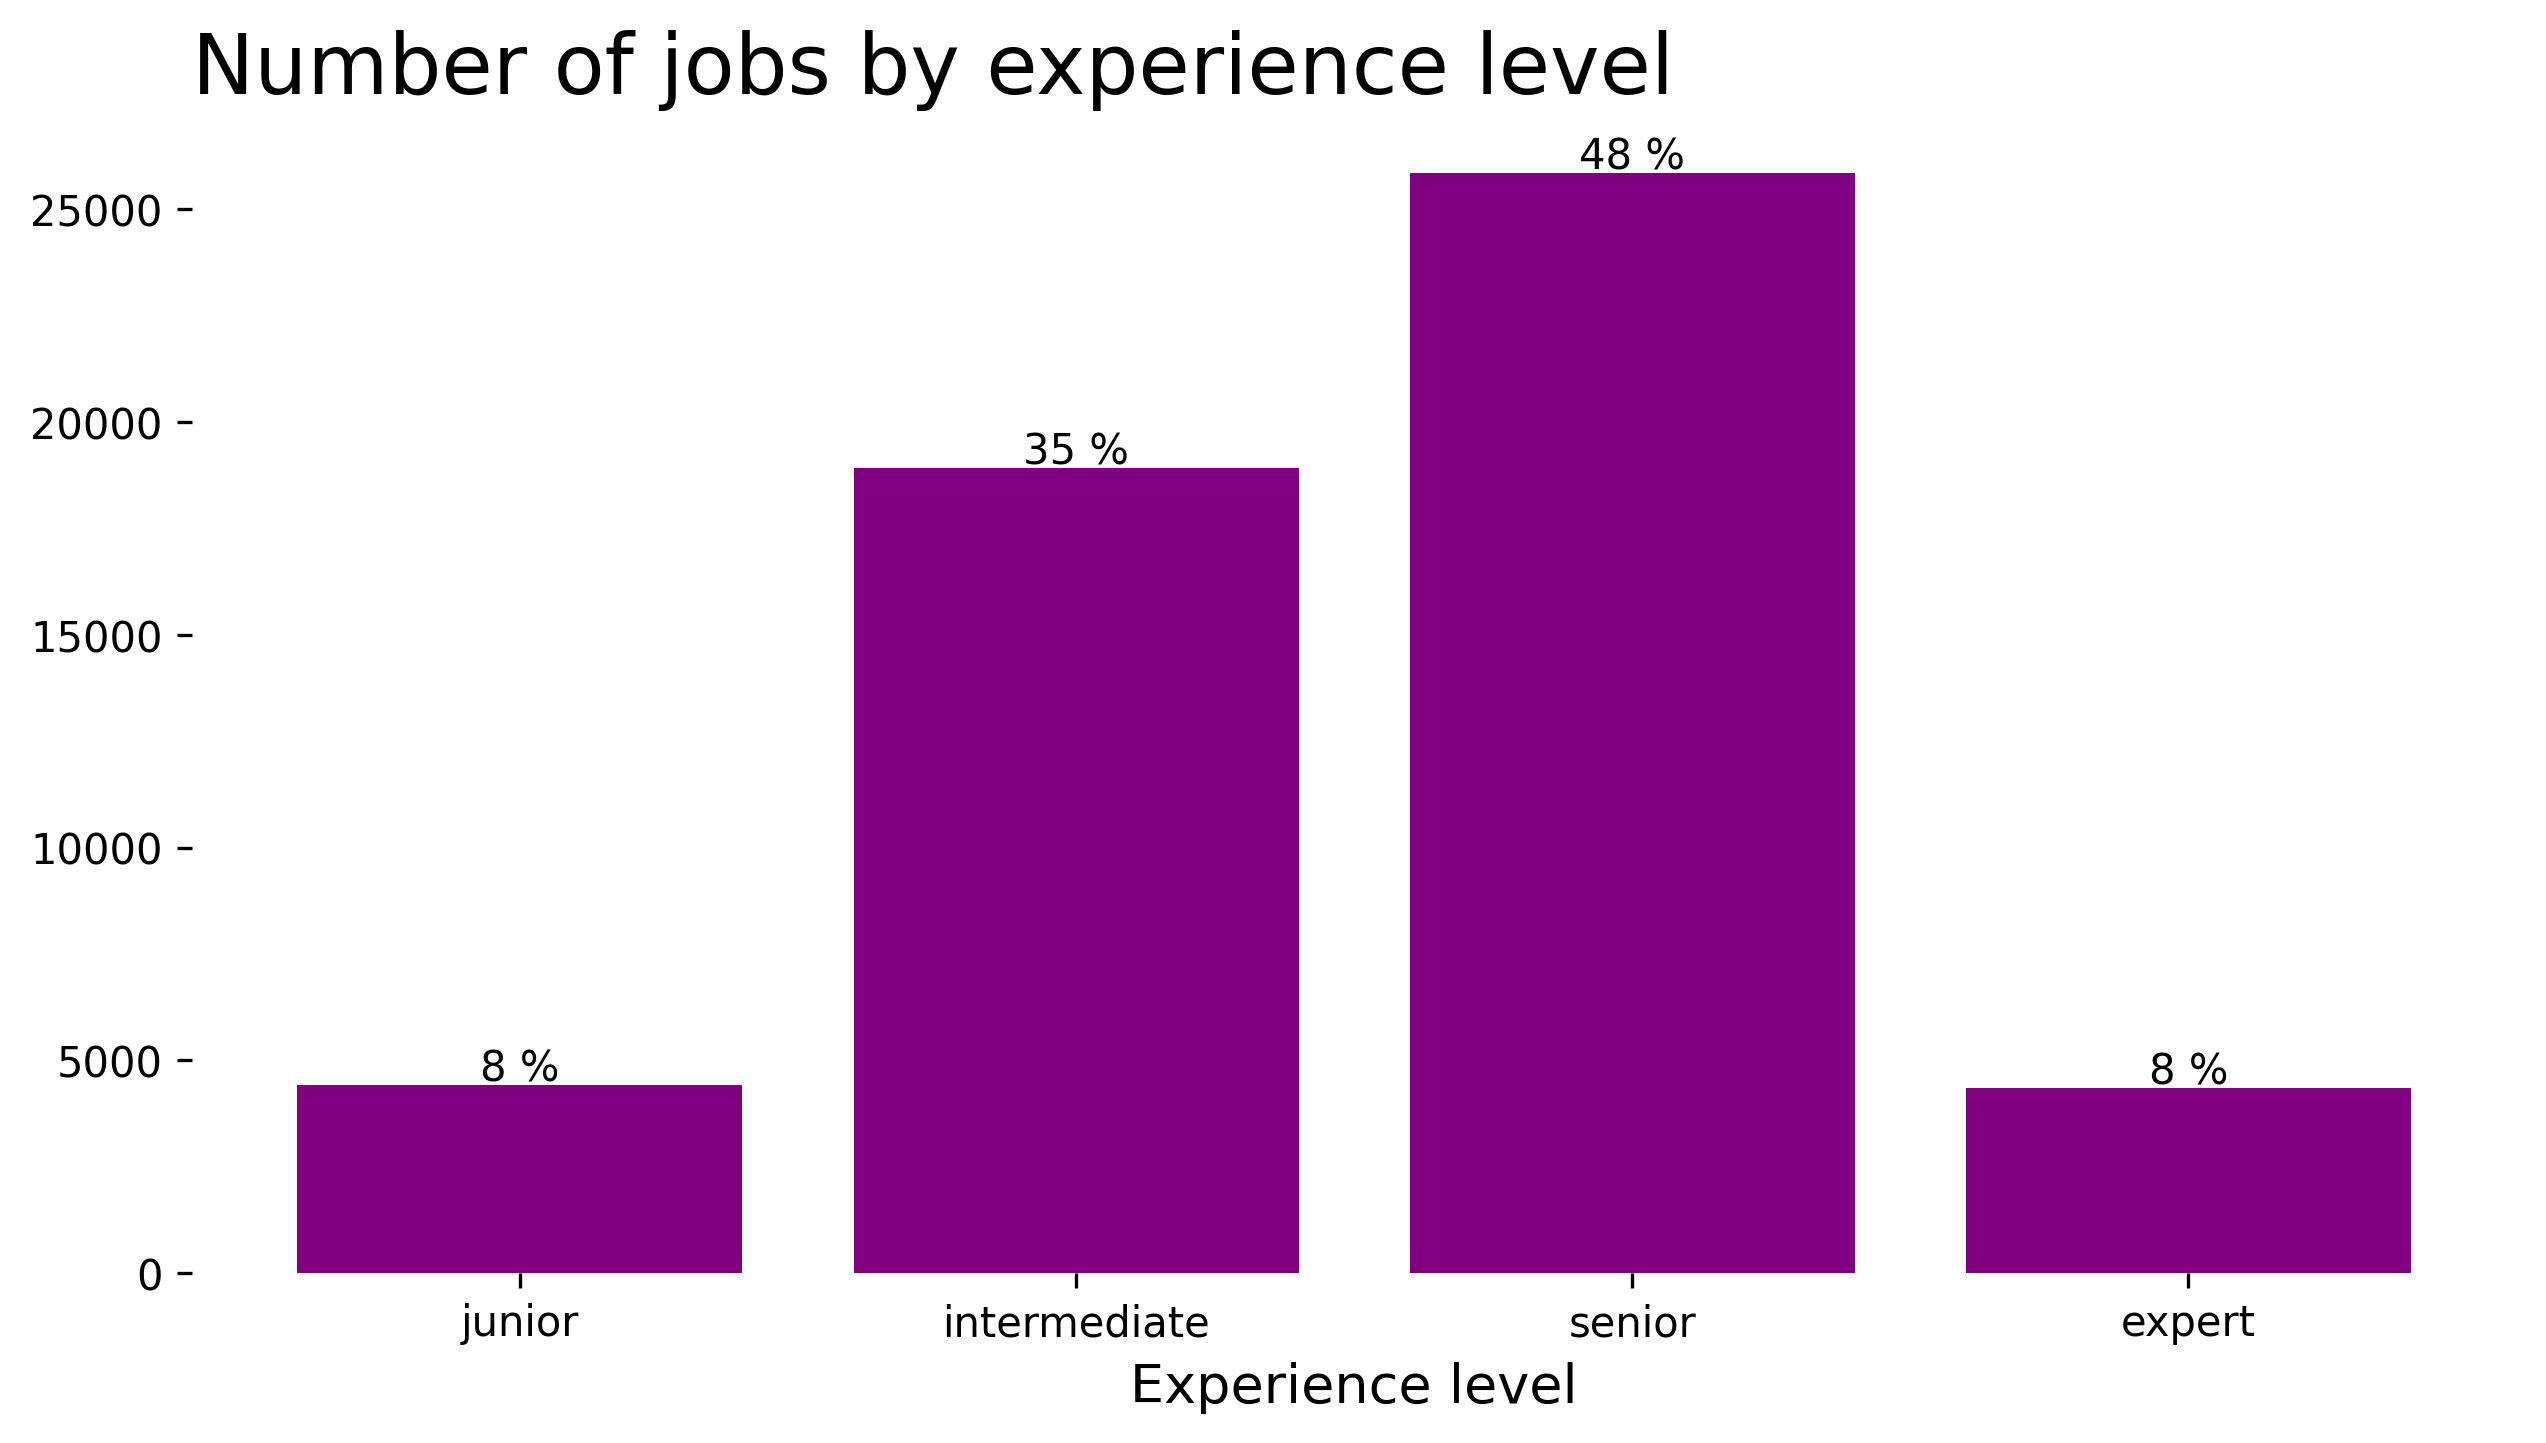 Number of jobs by experience level
48 %
25000
20000
35 %
15000
10000
5000
8 %
8 %
0
junior
intermediate
senior
expert
Experience level